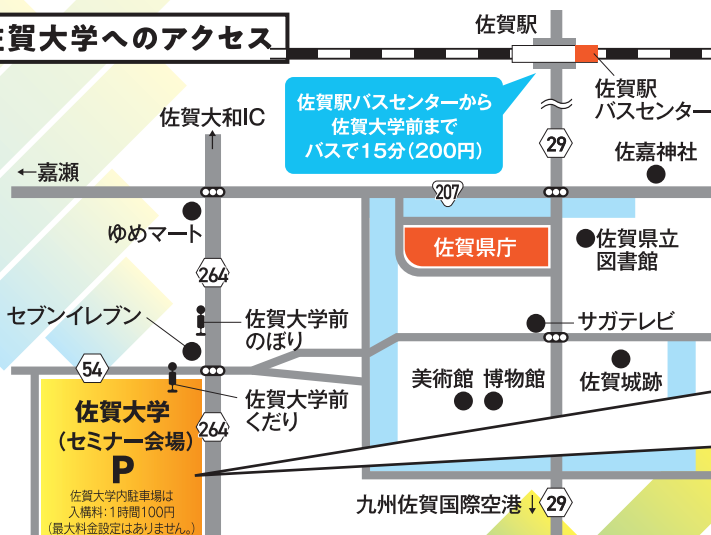 佐賀大学へのアクセス
佐賀駅
佐賀駅
バスセンター
佐賀駅バスセンターから
佐賀大学前まで
バスで15分(200円)
佐賀大和IC
↑
29
佐嘉神社
←嘉瀬
207
ゆめマート
佐賀県庁
佐賀県立
図書館
264
セブンイレブン
佐賀大学前
のぼり
サガテレビ
54
佐賀大学前
くだり
美術館
博物館
佐賀城跡
佐賀大学
(セミナー会場)
P
佐賀大学内駐車場は
入構料:1時間100円
(最大料金設定はありません。)
264
九州佐賀国際空港↓
29